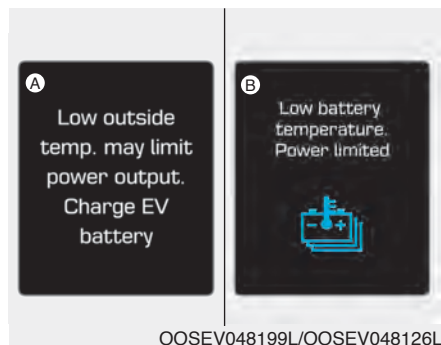 A
Low outside
temp. may limit
power output.
Charge EV
battery
B
Low battery
temperature.
Power limited
OOSEV048199L/OOSEV048126L